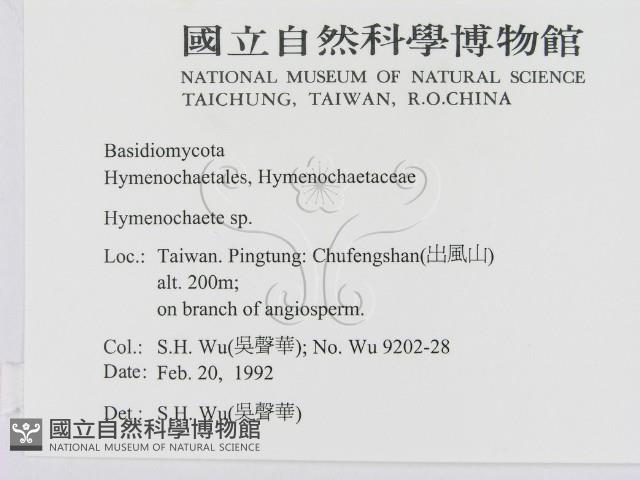 國立自然科學博物館
NATIONAL MUSEUM OF NATURAL SCIENCE
TAICHUNG, TAIWAN, R.O.CHINA
Basidiomycota
Hymenochaetales, Hymenochaetaceae
Hymenochaete sp.
Loc.: Taiwan. Pingtung: Chufengshan(出風山)
alt. 200m;
on branch of angiosperm.
Col.: S.H. Wu(吳聲華); No. Wu 9202-28
Date: Feb. 20, 1992
Det.: S.H. Wu(吳聲華)
國立自然科學博物館
NATIONAL MUSEUM OF NATURAL SCIENCE